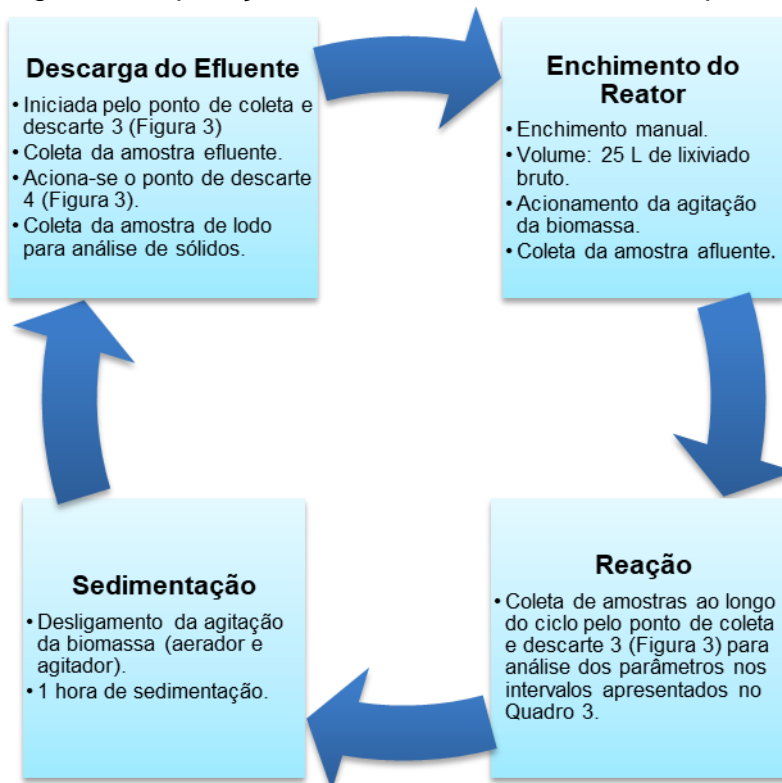 Descarga do Efluente
• Iniciada pelo ponto de coleta e
descarte 3 (Figura 3)
• Coleta da amostra efluente.
• Aciona-se o ponto de descarte
4 (Figura 3).
• Coleta da amostra de lodo
para análise de sólidos.
Enchimento do
Reator
• Enchimento manual.
• Volume: 25 L de lixiviado
bruto.
• Acionamento da agitação
da biomassa.
• Coleta da amostra afluente.
Reação
• Coleta de amostras ao longo
do ciclo pelo ponto de coleta
e descarte 3 (Figura 3) para
análise dos parâmetros nos
intervalos apresentados no
Quadro 3.
Sedimentação
• Desligamento da agitação
da biomassa (aerador e
agitador).
• 1 hora de sedimentação.